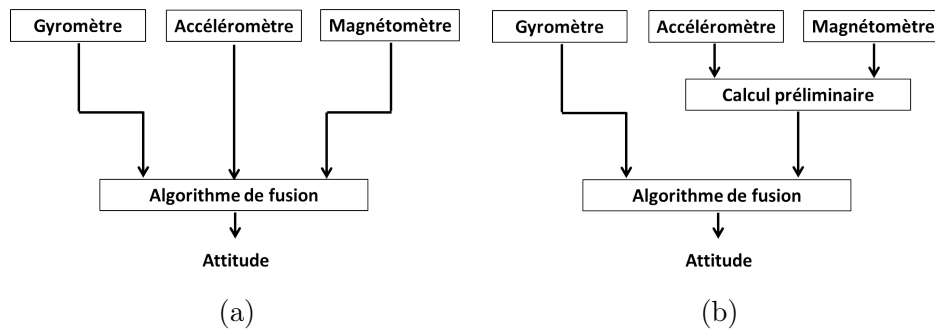 Gyromètre
Accéléromètre
Magnétomètre
Algorithme de fusion
Attitude
(a)
Gyromètre
Accéléromètre
Magnétomètre
Calcul préliminaire
Algorithme de fusion
Attitude
(b)